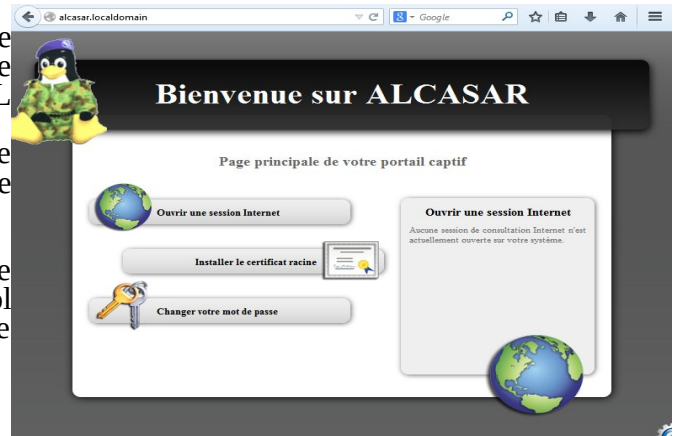 alcasar.localdomain
Google
Bienvenue sur ALCASAR
Page principale de votre portail captif
Ouvrir une session Internet
Installer le certificat racine
Changer votre mot de passe
Ouvrir une session Internet
Aucune session de consultation Internet n'est
actuellement ouverte sur votre système.